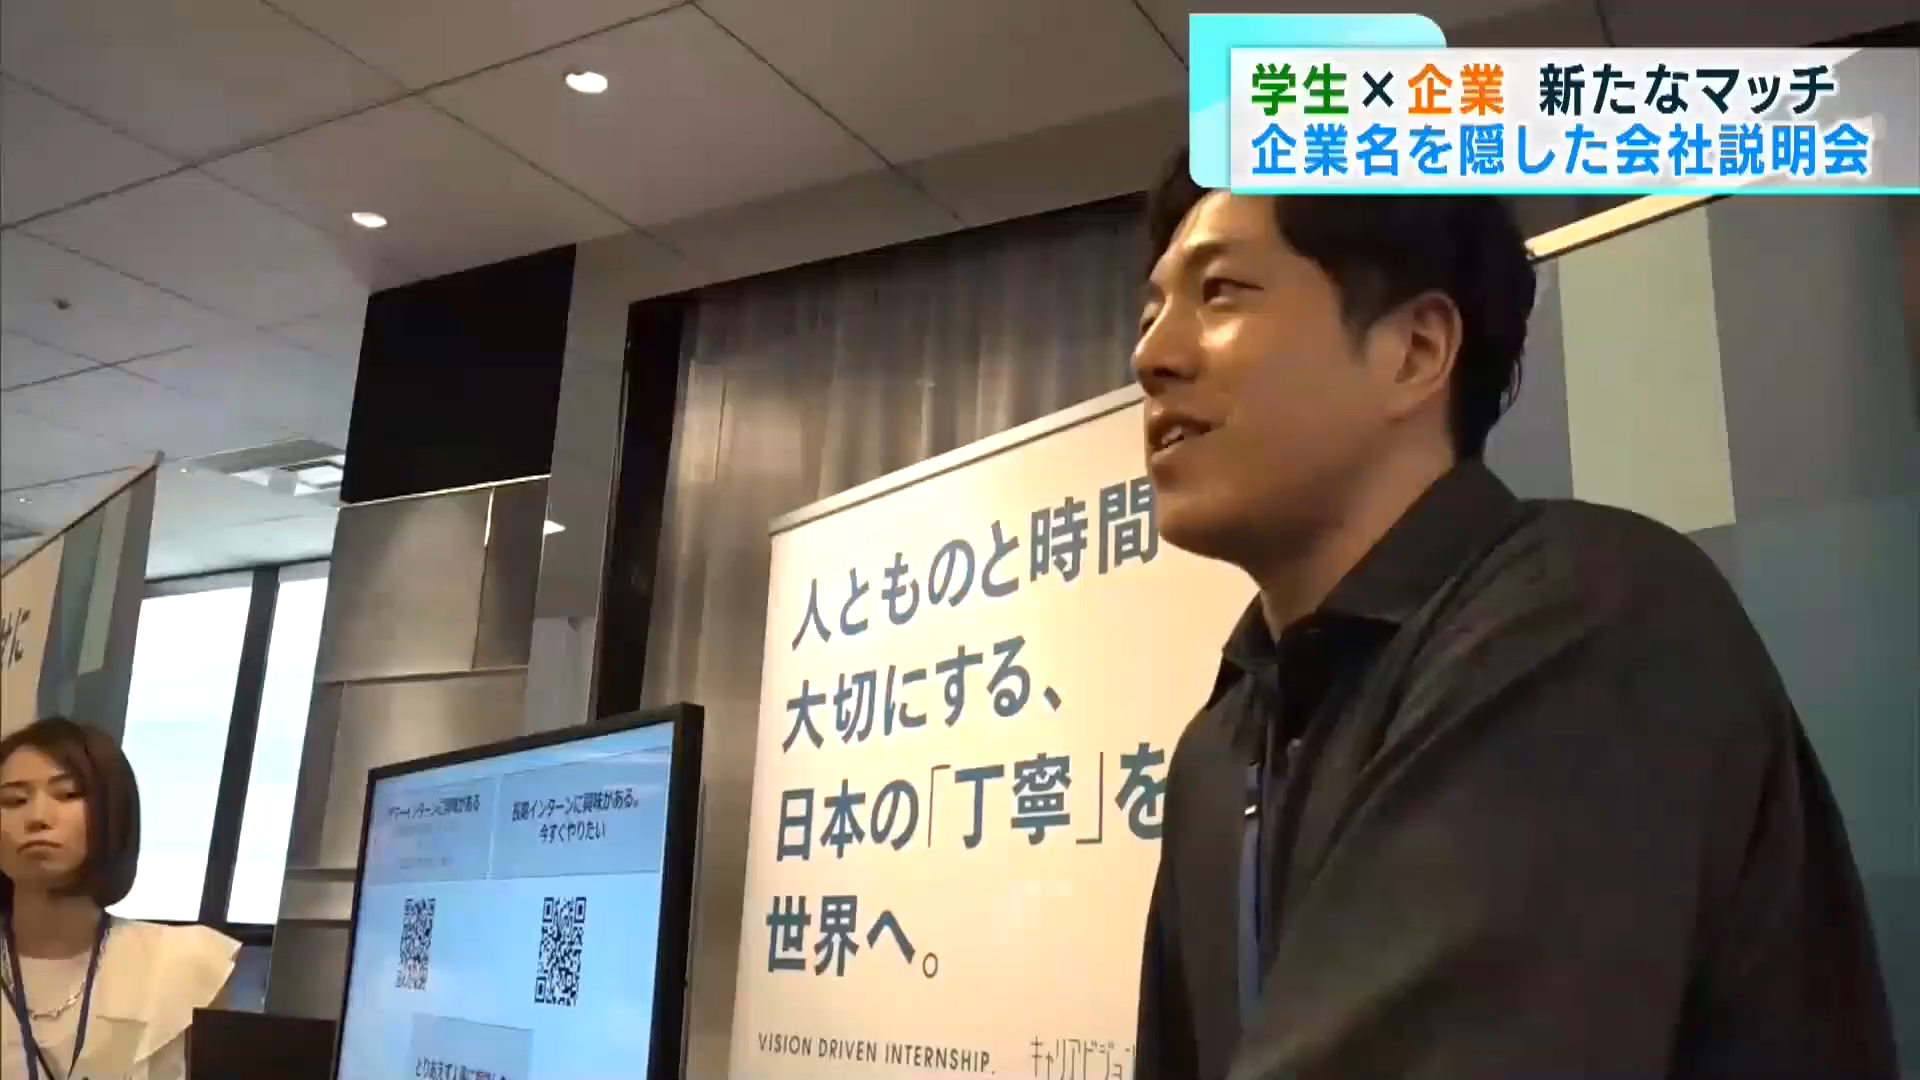 学生×企業 新たなマッチ
企業名を隠した会社説明会
人とものと時間
大切にする、
日本の「丁寧」を
世界へ。
VISION DRIVEN INTERNSHIP.
長期インターンに興味がある。
今すぐやりたい
せに